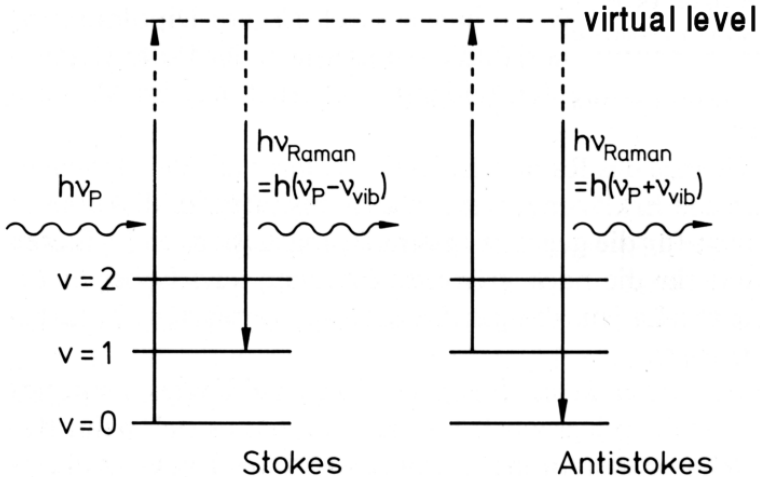 virtual level
hνRaman
=h(νP−νvib)
hνP
v = 2
v = 1
v = 0
Stokes
hνRaman
=h(νP+νvib)
Antistokes